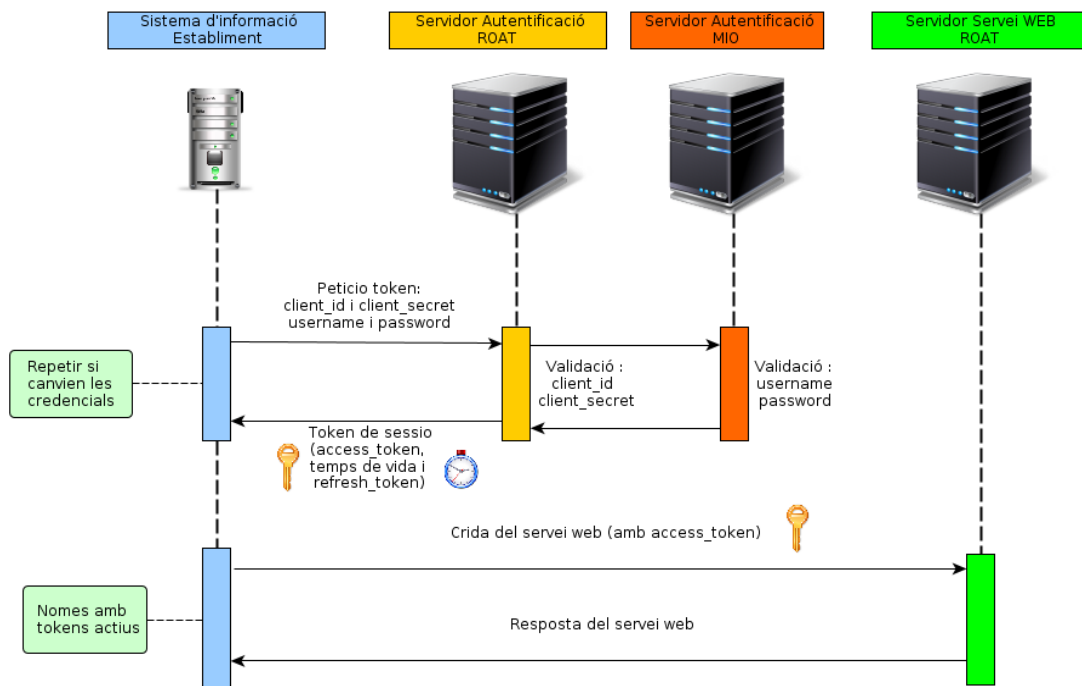 Sistema d'informació
Establiment
Servidor Autentificació
ROAT
Servidor Autentificació
MIO
Servidor Servei WEB
ROAT
Peticio token:
client_id i client_secret
username i password
Repetir si
canvien les
credencials
Validació :
client_id
client_secret
Validació :
username
password
Token de sessio
(access_token,
temps de vida i
refresh_token)
Crida del servei web (amb access_token)
Nomes amb
tokens actius
Resposta del servei web